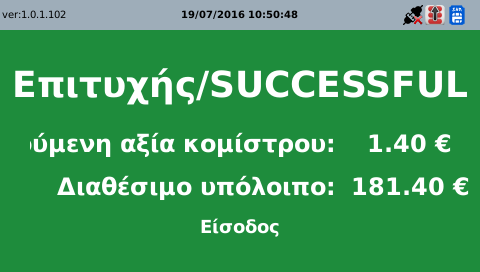 ver:1.0.1.102 19/07/2016 10:50:48
Επιτυχής/SUCCESSFUL
ύμενη αξία κομίστρου: 1.40 €
Διαθέσιμο υπόλοιπο: 181.40 €
Είσοδος